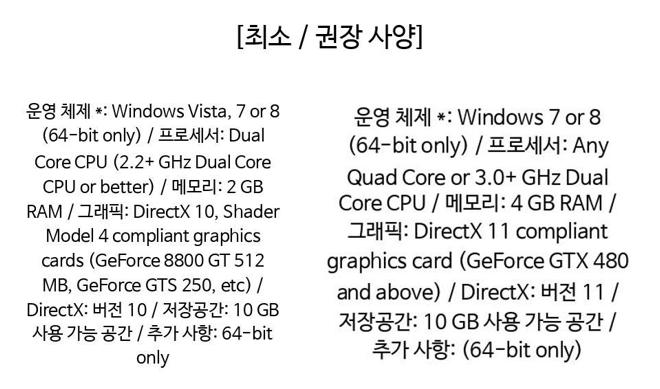 [최소 / 권장 사양]
운영 체제 *: Windows Vista, 7 or 8
(64-bit only) / 프로세서: Dual
Core CPU (2.2+ GHz Dual Core
CPU or better) / 메모리: 2 GB
RAM / 그래픽: DirectX 10, Shader
Model 4 compliant graphics
cards (GeForce 8800 GT 512
MB, GeForce GTS 250, etc) /
DirectX: 버전 10 / 저장공간: 10 GB
사용 가능 공간 / 추가 사항: 64-bit
only
운영 체제 *: Windows 7 or 8
(64-bit only) / 프로세서: Any
Quad Core or 3.0+ GHz Dual
Core CPU / 메모리: 4 GB RAM /
그래픽: DirectX 11 compliant
graphics card (GeForce GTX 480
and above) / DirectX: 버전 11 /
저장공간: 10 GB 사용 가능 공간 /
추가 사항: (64-bit only)